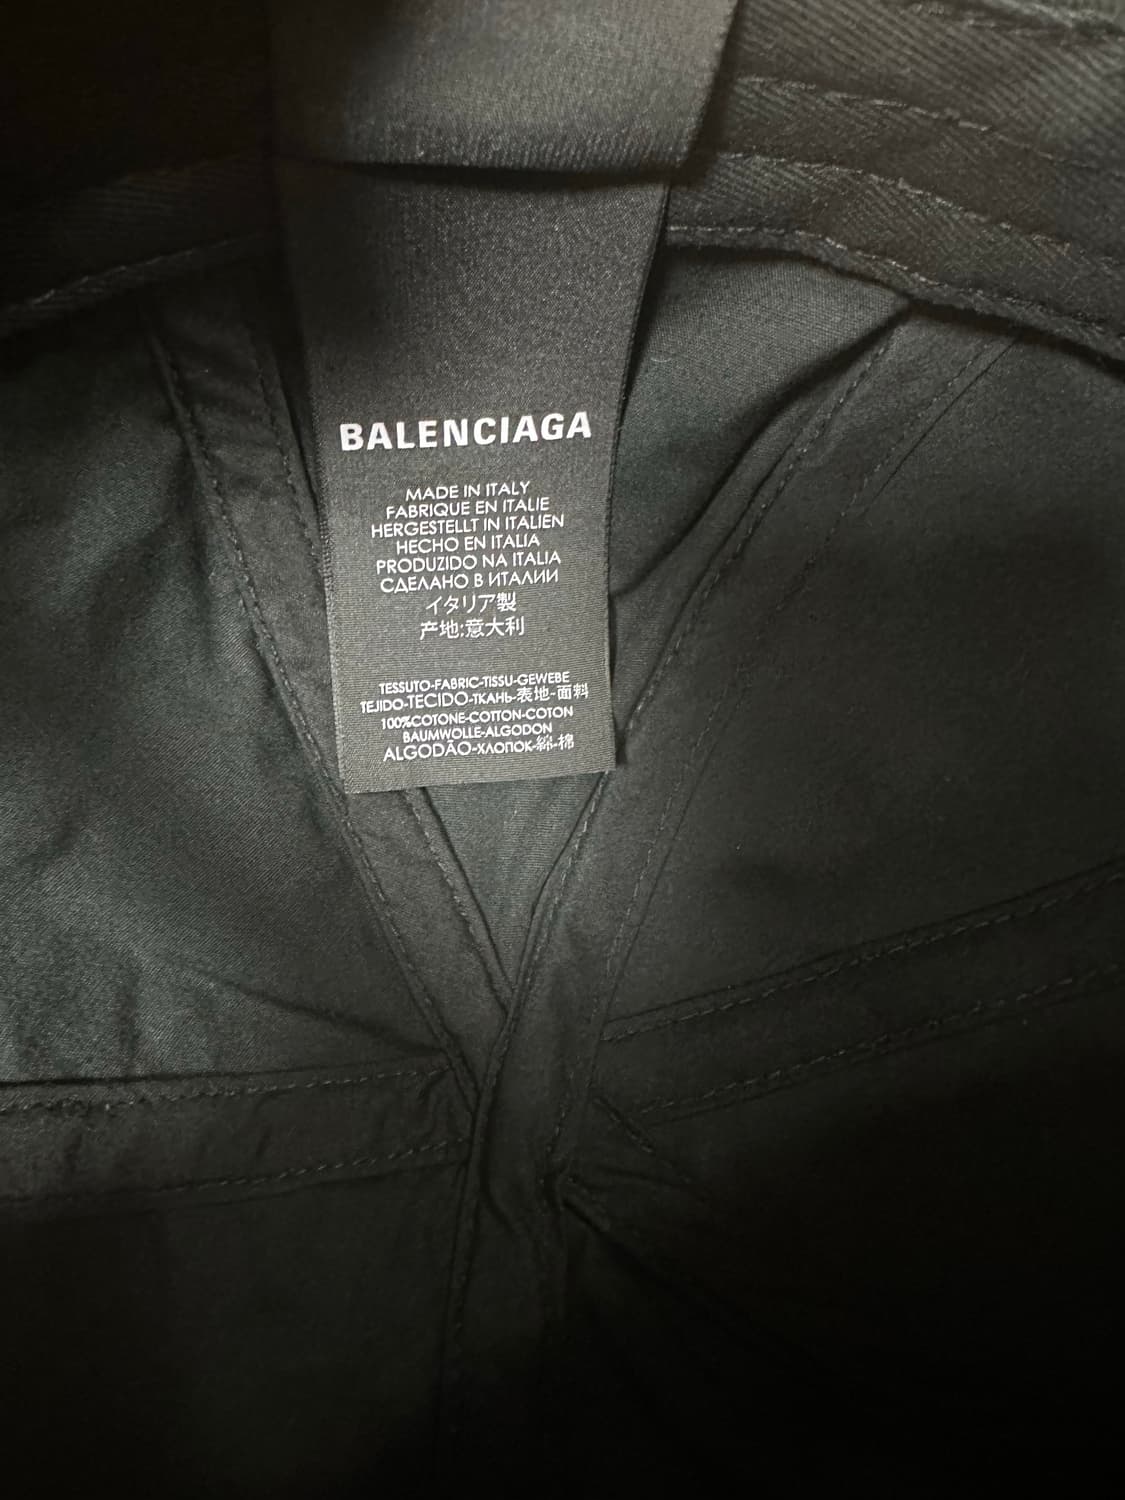 BALENCIAGA
MADE IN ITALY
FABRIQUE EN ITALIE
HERGESTELLT IN ITALIEN
HECHO EN ITALIA
PRODUZIDO NA ITALIA
СДЕЛАНО В ИТАЛИИ
イタリア製
产地:意大利
TESSUTO-FABRIC-TISSU-GEWEBE
TEJIDO-TECIDO-ТКАНЬ-表地-面料
100%COTONE-COTTON-COTON
BAUMWOLLE-ALGODON
ALGODÃO-ХЛОПОК-綿-棉